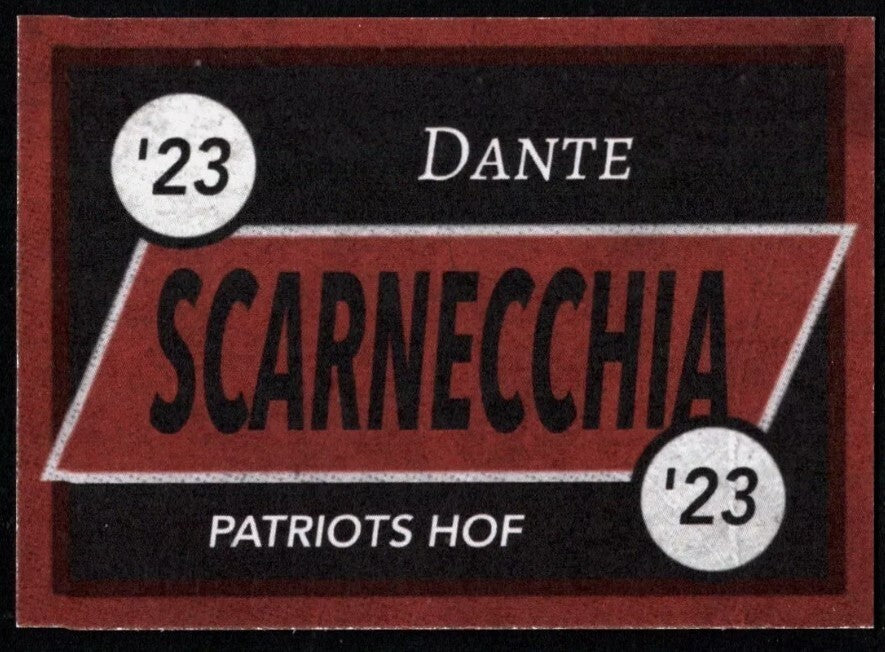 '23
DANTE
SCARNECCHIA
'23
PATRIOTS HOF